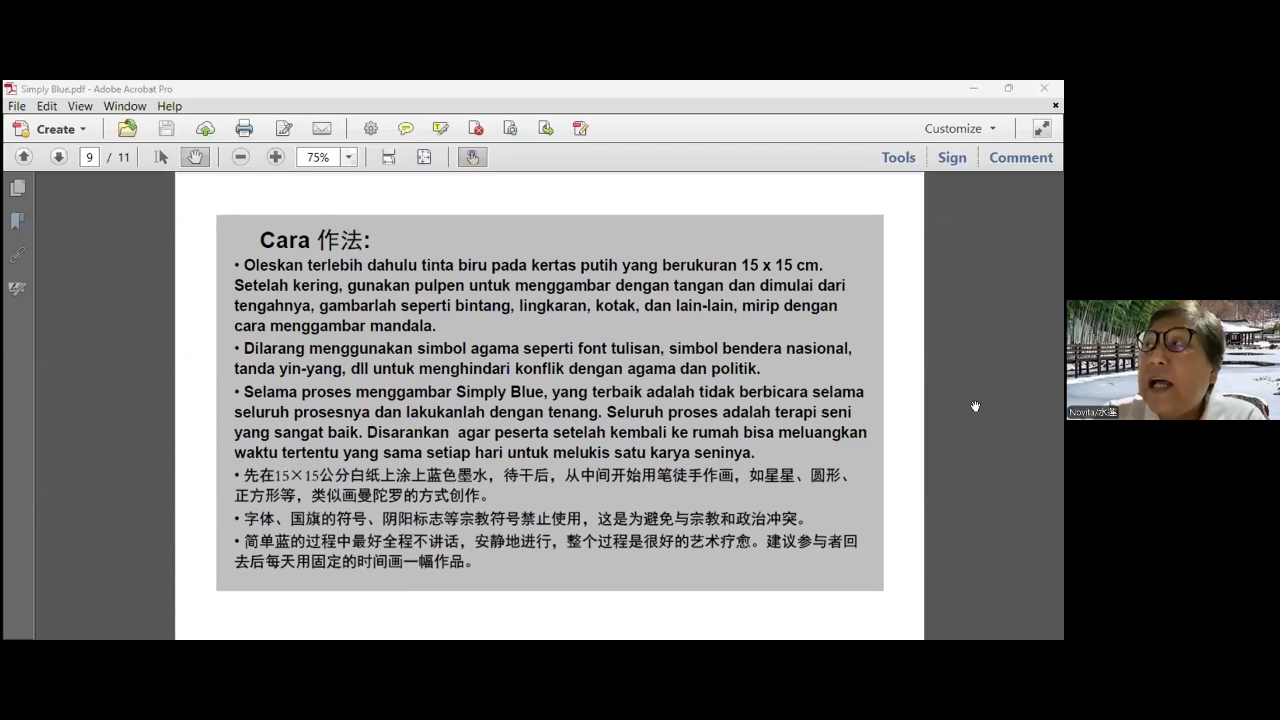 Simply Blue.pdf - Adobe Acrobat Pro
File Edit View Window Help
Create
Customize
9 / 11
75%
Tools Sign Comment
Cara 作法:
• Oleskan terlebih dahulu tinta biru pada kertas putih yang berukuran 15 x 15 cm.
Setelah kering, gunakan pulpen untuk menggambar dengan tangan dan dimulai dari
tengahnya, gambarlah seperti bintang, lingkaran, kotak, dan lain-lain, mirip dengan
cara menggambar mandala.
• Dilarang menggunakan simbol agama seperti font tulisan, simbol bendera nasional,
tanda yin-yang, dll untuk menghindari konflik dengan agama dan politik.
• Selama proses menggambar Simply Blue, yang terbaik adalah tidak berbicara selama
seluruh prosesnya dan lakukanlah dengan tenang. Seluruh proses adalah terapi seni
yang sangat baik. Disarankan agar peserta setelah kembali ke rumah bisa meluangkan
waktu tertentu yang sama setiap hari untuk melukis satu karya seninya.
• 先在15×15公分白纸上涂上蓝色墨水，待干后，从中间开始用笔徒手作画，如星星、圆形、
正方形等，类似画曼陀罗的方式创作。
• 字体、国旗的符号、阴阳标志等宗教符号禁止使用，这是为避免与宗教和政治冲突。
• 简单蓝的过程中最好全程不讲话，安静地进行，整个过程是很好的艺术疗愈。建议参与者回
去后每天用固定的时间画一幅作品。
Novita/水莲